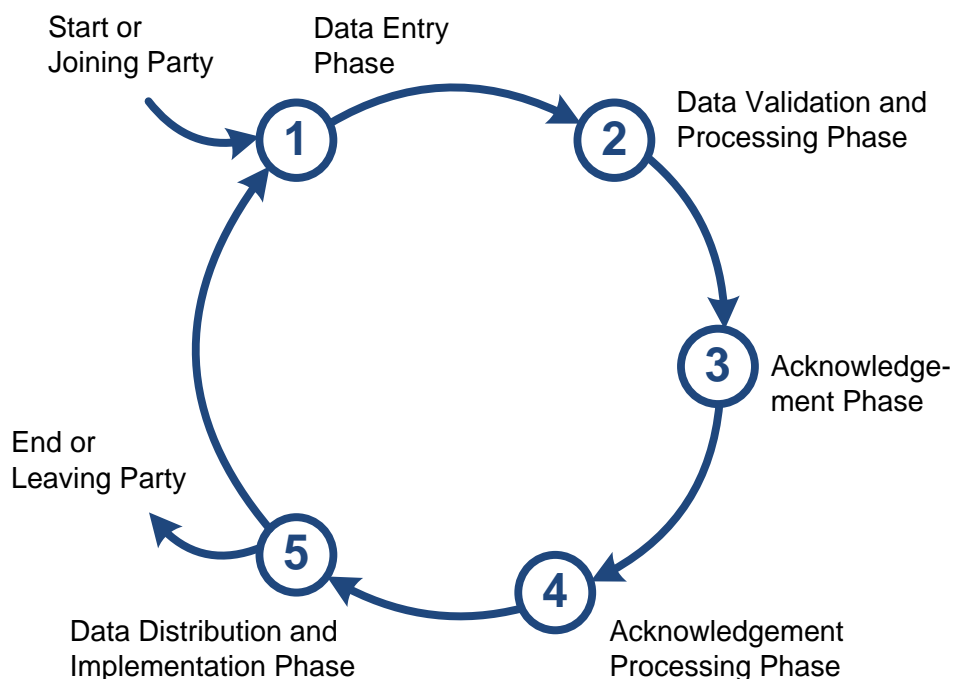 Start or
Joining Party
Data Entry
Phase
1
2
Data Validation and
Processing Phase
3
Acknowledge-
ment Phase
End or
Leaving Party
5
4
Data Distribution and
Implementation Phase
Acknowledgement
Processing Phase